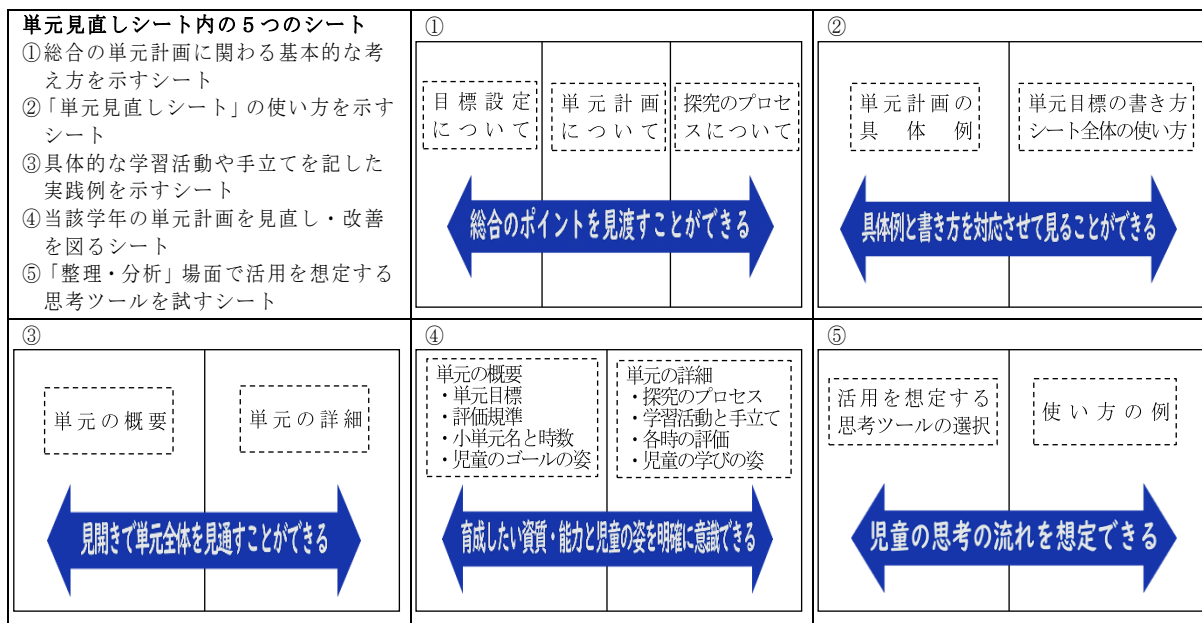 単元見直しシート内の５つのシート
①総合の単元計画に関わる基本的な考
え方を示すシート
②「単元見直しシート」の使い方を示す
シート
③具体的な学習活動や手立てを記した
実践例を示すシート
④当該学年の単元計画を見直し・改善
を図るシート
⑤「整理・分析」場面で活用を想定する
思考ツールを試すシート
①
目標設定
について
単元計画
について
探究のプロセ
スについて
総合のポイントを見渡すことができる
②
単元計画の
具体例
単元目標の書き方
シート全体の使い方
具体例と書き方を対応させて見ることができる
③
単元の概要
単元の詳細
見開きで単元全体を見通すことができる
④
単元の概要
・単元目標
・評価規準
・小単元名と時数
・児童のゴールの姿
単元の詳細
・探究のプロセス
・学習活動と手立て
・各時の評価
・児童の学びの姿
育成したい資質・能力と児童の姿を明確に意識できる
⑤
活用を想定する
思考ツールの選択
使い方の例
児童の思考の流れを想定できる